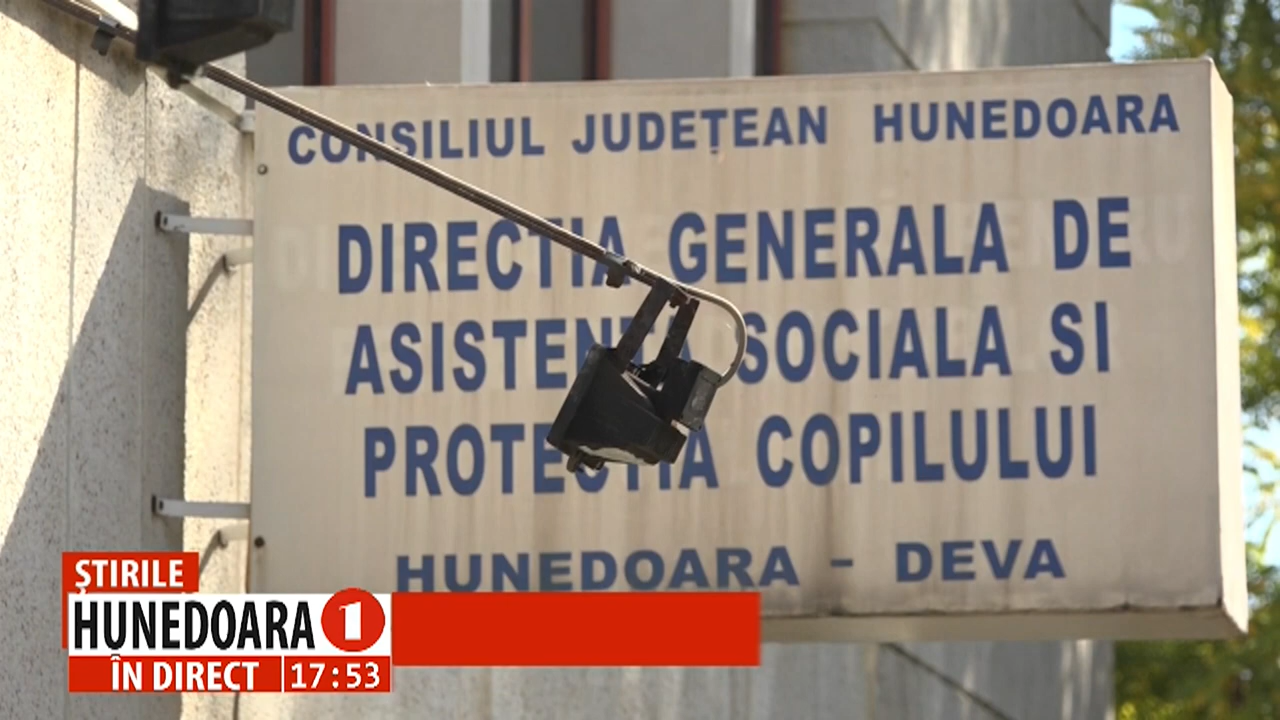 CONSILIUL JUDEȚEAN HUNEDOARA
DIRECTIA GENERALA DE
ASISTENTA SOCIALA SI
PROTECTIA COPILULUI
HUNEDOARA - DEVA
ŞTIRILE
HUNEDOARA 1
ÎN DIRECT 17:53